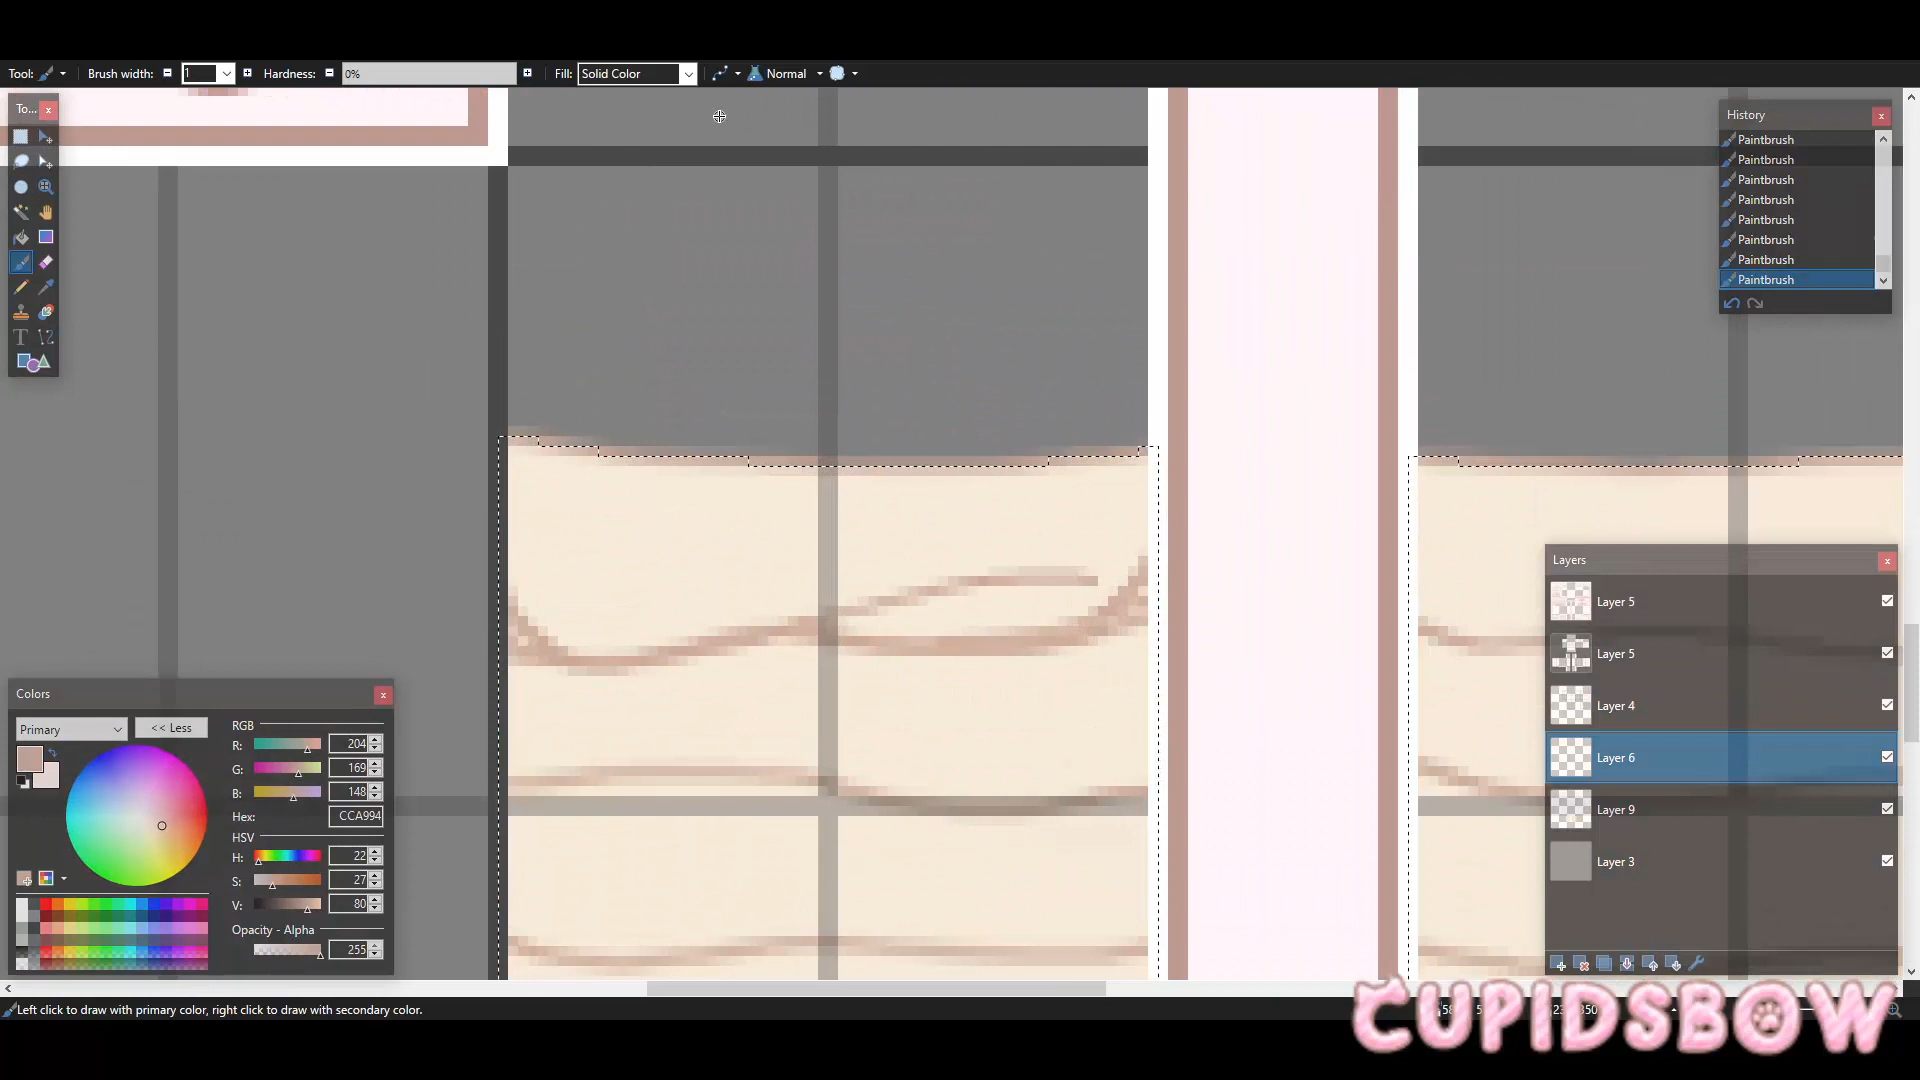 Tool: Brush width: 1 Hardness: 0% Fill: Solid Color Normal
To...
History
Paintbrush
Paintbrush
Paintbrush
Paintbrush
Paintbrush
Paintbrush
Paintbrush
Paintbrush
Layers
Layer 5
Layer 5
Layer 4
Layer 6
Layer 9
Layer 3
Colors
Primary
<< Less
RGB
R: 204
G: 169
B: 148
Hex: CCA994
HSV
H: 22
S: 27
V: 80
Opacity - Alpha
255
Left click to draw with primary color, right click to draw with secondary color.
CUPIDSBOW